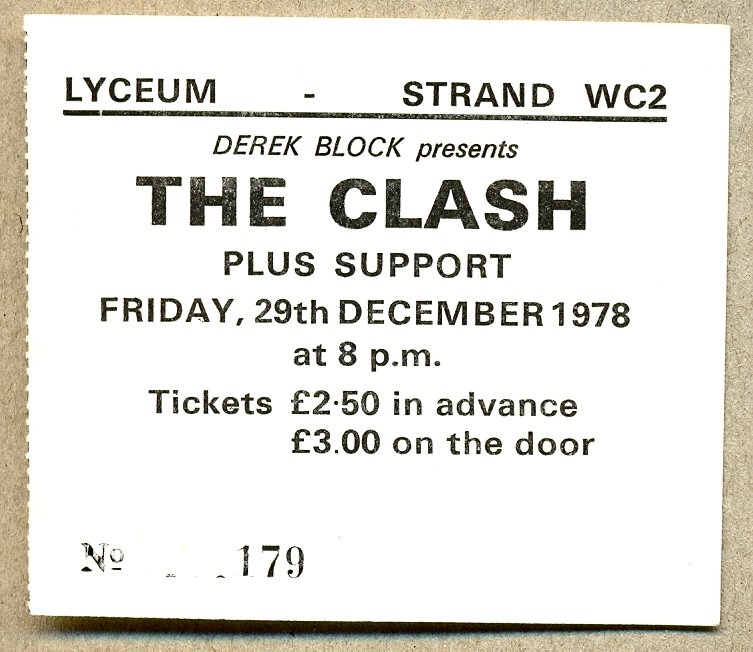 LYCEUM - STRAND WC2
DEREK BLOCK presents
THE CLASH
PLUS SUPPORT
FRIDAY, 29th DECEMBER 1978
at 8 p.m.
Tickets £2·50 in advance
£3.00 on the door
Nº 179